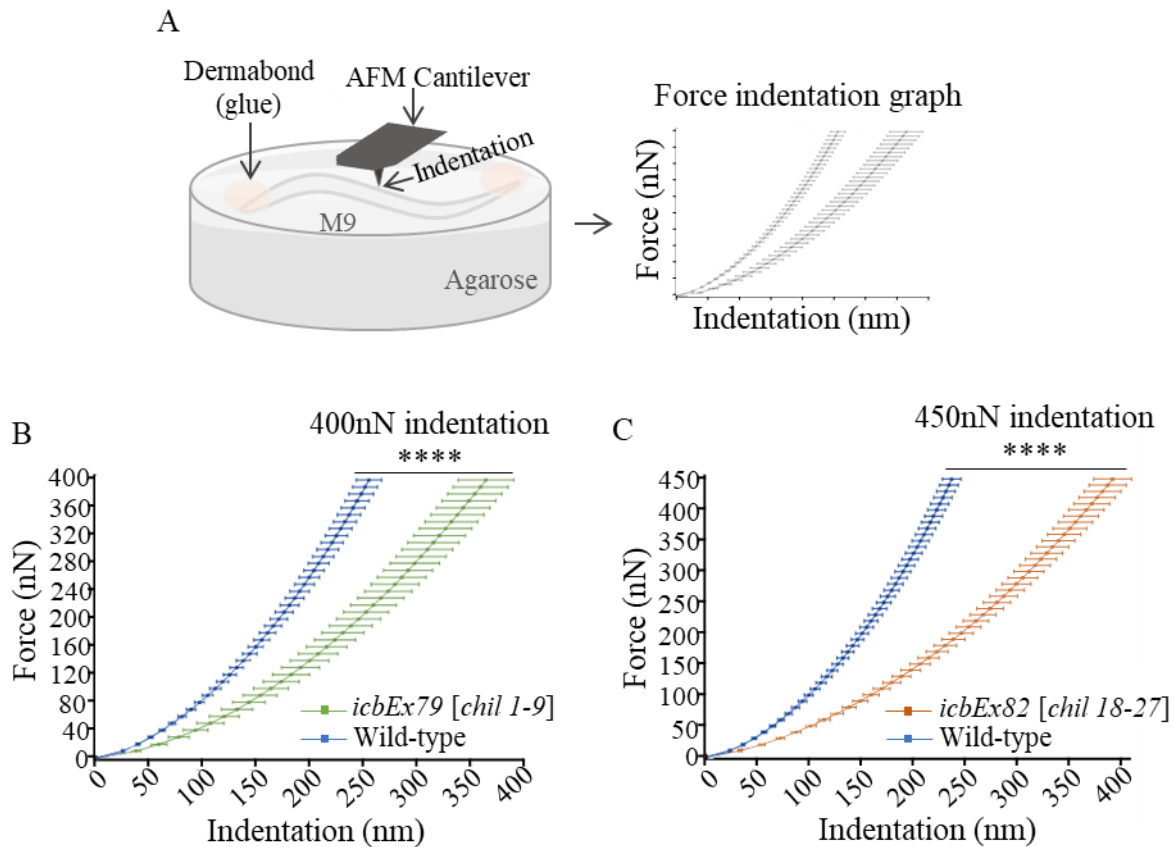 A
Dermabond
(glue)
AFM Cantilever
Indentation
M9
Agarose
Force indentation graph
Force (nN)
Indentation (nm)
B
400nN indentation
****
Force (nN)
400
360
320
280
240
200
160
120
80
40
0
icbEx79 [chil 1-9]
Wild-type
0 50 100 150 200 250 300 350 400
Indentation (nm)
C
450nN indentation
****
Force (nN)
450
400
350
300
250
200
150
100
50
0
icbEx82 [chil 18-27]
Wild-type
0 50 100 150 200 250 300 350 400
Indentation (nm)